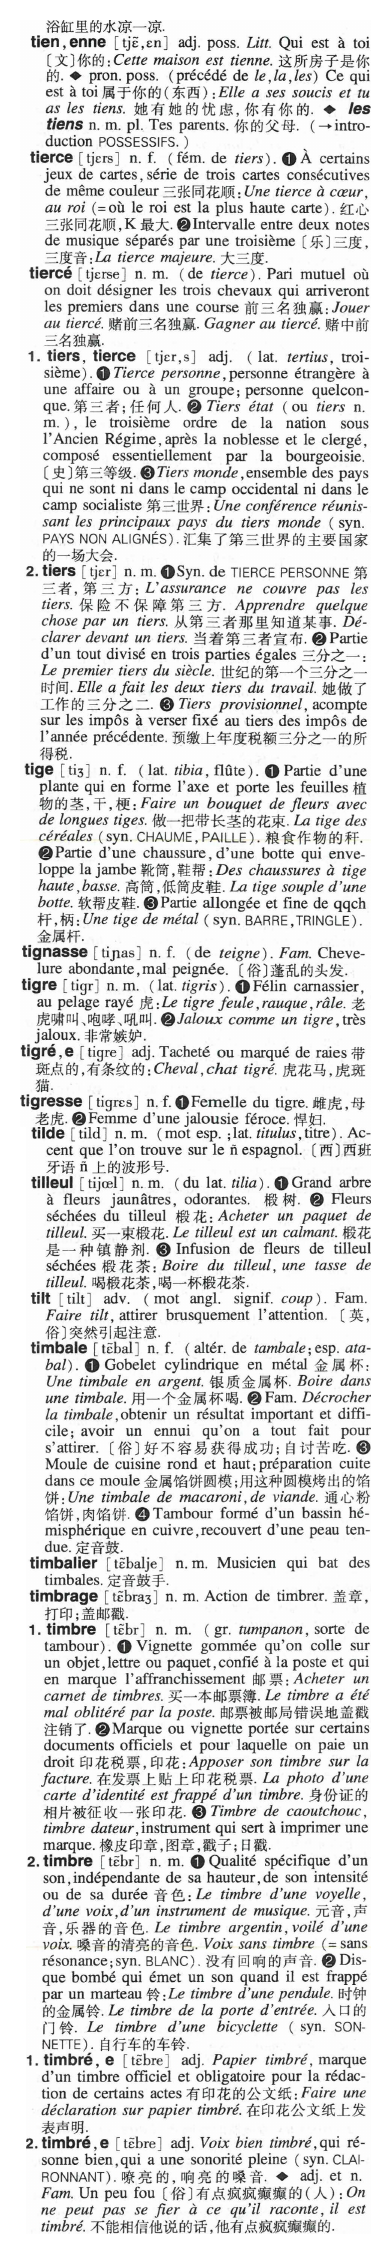 浴缸里的水凉一凉.
tien, enne [tjɛ̃, ɛn] adj. poss. Litt. Qui est à toi
〔文〕你的: Cette maison est tienne. 这所房子是你
的. ◆ pron. poss. (précédé de le, la, les) Ce qui
est à toi 属于你的(东西): Elle a ses soucis et tu
as les tiens. 她有她的忧虑, 你有你的. ◆ les
tiens n. m. pl. Tes parents. 你的父母. (→intro-
duction POSSESSIFS.)
tierce [tjɛrs] n. f. (fém. de tiers). ❶ À certains
jeux de cartes, série de trois cartes consécutives
de même couleur 三张同花顺: Une tierce à cœur,
au roi (= où le roi est la plus haute carte). 红心
三张同花顺, K 最大. ❷ Intervalle entre deux notes
de musique séparés par une troisième 〔乐〕三度,
三度音: La tierce majeure. 大三度.
tiercé [tjɛrse] n. m. (de tierce). Pari mutuel où
on doit désigner les trois chevaux qui arriveront
les premiers dans une course 前三名独赢: Jouer
au tiercé. 赌前三名独赢. Gagner au tiercé. 赌中前
三名独赢.
1. tiers, tierce [tjɛr, s] adj. (lat. tertius, troi-
sième). ❶ Tierce personne, personne étrangère à
une affaire ou à un groupe; personne quelcon-
que. 第三者; 任何人. ❷ Tiers état (ou tiers n.
m.), le troisième ordre de la nation sous
l'Ancien Régime, après la noblesse et le clergé,
composé essentiellement par la bourgeoisie.
〔史〕第三等级. ❸ Tiers monde, ensemble des pays
qui ne sont ni dans le camp occidental ni dans le
camp socialiste 第三世界: Une conférence réunis-
sant les principaux pays du tiers monde (syn.
PAYS NON ALIGNÉS). 汇集了第三世界的主要国家
的一场大会.
2. tiers [tjɛr] n. m. ❶ Syn. de TIERCE PERSONNE 第
三者, 第三方: L'assurance ne couvre pas les
tiers. 保险不保障第三方. Apprendre quelque
chose par un tiers. 从第三者那里知道某事. Dé-
clarer devant un tiers. 当着第三者宣布. ❷ Partie
d'un tout divisé en trois parties égales 三分之一:
Le premier tiers du siècle. 世纪的第一个三分之一
时间. Elle a fait les deux tiers du travail. 她做了
工作的三分之二. ❸ Tiers provisionnel, acompte
sur les impôs à verser fixé au tiers des impôs de
l'année précédente. 预缴上年度税额三分之一的所
得税.
tige [tiʒ] n. f. (lat. tibia, flûte). ❶ Partie d'une
plante qui en forme l'axe et porte les feuilles 植
物的茎, 干, 梗: Faire un bouquet de fleurs avec
de longues tiges. 做一把带长茎的花束. La tige des
céréales (syn. CHAUME, PAILLE). 粮食作物的秆.
❷ Partie d'une chaussure, d'une botte qui enve-
loppe la jambe 靴筒, 鞋帮: Des chaussures à tige
haute, basse. 高筒, 低筒皮鞋. La tige souple d'une
botte. 软帮皮鞋. ❸ Partie allongée et fine de qqch
杆, 柄: Une tige de métal (syn. BARRE, TRINGLE).
金属杆.
tignasse [tiɲas] n. f. (de teigne). Fam. Cheve-
lure abondante, mal peignée. 〔俗〕蓬乱的头发.
tigre [tigr] n. m. (lat. tigris). ❶ Félin carnassier,
au pelage rayé 虎: Le tigre feule, rauque, râle. 老
虎啸叫、咆哮、吼叫. ❷ Jaloux comme un tigre, très
jaloux. 非常嫉妒.
tigré, e [tigre] adj. Tacheté ou marqué de raies 带
斑点的, 有条纹的: Cheval, chat tigré. 虎花马, 虎斑
猫.
tigresse [tigrɛs] n. f. ❶ Femelle du tigre. 雌虎, 母
老虎. ❷ Femme d'une jalousie féroce. 悍妇.
tilde [tild] n. m. (mot esp.; lat. titulus, titre). Ac-
cent que l'on trouve sur le ñ espagnol. 〔西〕西班
牙语 ñ 上的波形号.
tilleul [tijœl] n. m. (du lat. tilia). ❶ Grand arbre
à fleurs jaunâtres, odorantes. 椴树. ❷ Fleurs
séchées du tilleul 椴花: Acheter un paquet de
tilleul. 买一束椴花. Le tilleul est un calmant. 椴花
是一种镇静剂. ❸ Infusion de fleurs de tilleul
séchées 椴花茶: Boire du tilleul, une tasse de
tilleul. 喝椴花茶, 喝一杯椴花茶.
tilt [tilt] adv. (mot angl. signif. coup). Fam.
Faire tilt, attirer brusquement l'attention. 〔英,
俗〕突然引起注意.
timbale [tɛ̃bal] n. f. (altér. de tambale; esp. ata-
bal). ❶ Gobelet cylindrique en métal 金属杯:
Une timbale en argent. 银质金属杯. Boire dans
une timbale. 用一个金属杯喝. ❷ Fam. Décrocher
la timbale, obtenir un résultat important et diffi-
cile; avoir un ennui qu'on a tout fait pour
s'attirer. 〔俗〕好不容易获得成功; 自讨苦吃. ❸
Moule de cuisine rond et haut; préparation cuite
dans ce moule 金属馅饼圆模; 用这种圆模烤出的馅
饼: Une timbale de macaroni, de viande. 通心粉
馅饼, 肉馅饼. ❹ Tambour formé d'un bassin hé-
misphérique en cuivre, recouvert d'une peau ten-
due. 定音鼓.
timbalier [tɛ̃balje] n. m. Musicien qui bat des
timbales. 定音鼓手.
timbrage [tɛ̃braʒ] n. m. Action de timbrer. 盖章,
打印; 盖邮戳.
1. timbre [tɛ̃br] n. m. (gr. tumpanon, sorte de
tambour). ❶ Vignette gommée qu'on colle sur
un objet, lettre ou paquet, confié à la poste et qui
en marque l'affranchissement 邮票: Acheter un
carnet de timbres. 买一本邮票簿. Le timbre a été
mal oblitéré par la poste. 邮票被邮局错误地盖戳
注销了. ❷ Marque ou vignette portée sur certains
documents officiels et pour laquelle on paie un
droit 印花税票, 印花: Apposer son timbre sur la
facture. 在发票上贴上印花税票. La photo d'une
carte d'identité est frappé d'un timbre. 身份证的
相片被征收一张印花. ❸ Timbre de caoutchouc,
timbre dateur, instrument qui sert à imprimer une
marque. 橡皮印章, 图章, 戳子; 日戳.
2. timbre [tɛ̃br] n. m. ❶ Qualité spécifique d'un
son, indépendante de sa hauteur, de son intensité
ou de sa durée 音色: Le timbre d'une voyelle,
d'une voix, d'un instrument de musique. 元音, 声
音, 乐器的音色. Le timbre argentin, voilé d'une
voix. 嗓音的清亮的音色. Voix sans timbre (= sans
résonance; syn. BLANC). 没有回响的声音. ❷ Dis-
que bombé qui émet un son quand il est frappé
par un marteau 铃: Le timbre d'une pendule. 时钟
的金属铃. Le timbre de la porte d'entrée. 入口的
门铃. Le timbre d'une bicyclette (syn. SON-
NETTE). 自行车的车铃.
1. timbré, e [tɛ̃bre] adj. Papier timbré, marque
d'un timbre officiel et obligatoire pour la rédac-
tion de certains actes 有印花的公文纸: Faire une
déclaration sur papier timbré. 在印花公文纸上发
表声明.
2. timbré, e [tɛ̃bre] adj. Voix bien timbré, qui ré-
sonne bien, qui a une sonorité pleine (syn. CLAI-
RONNANT). 嘹亮的, 响亮的嗓音. ◆ adj. et n.
Fam. Un peu fou 〔俗〕有点疯疯癫癫的(人): On
ne peut pas se fier à ce qu'il raconte, il est
timbré. 不能相信他说的话, 他有点疯疯癫癫的.